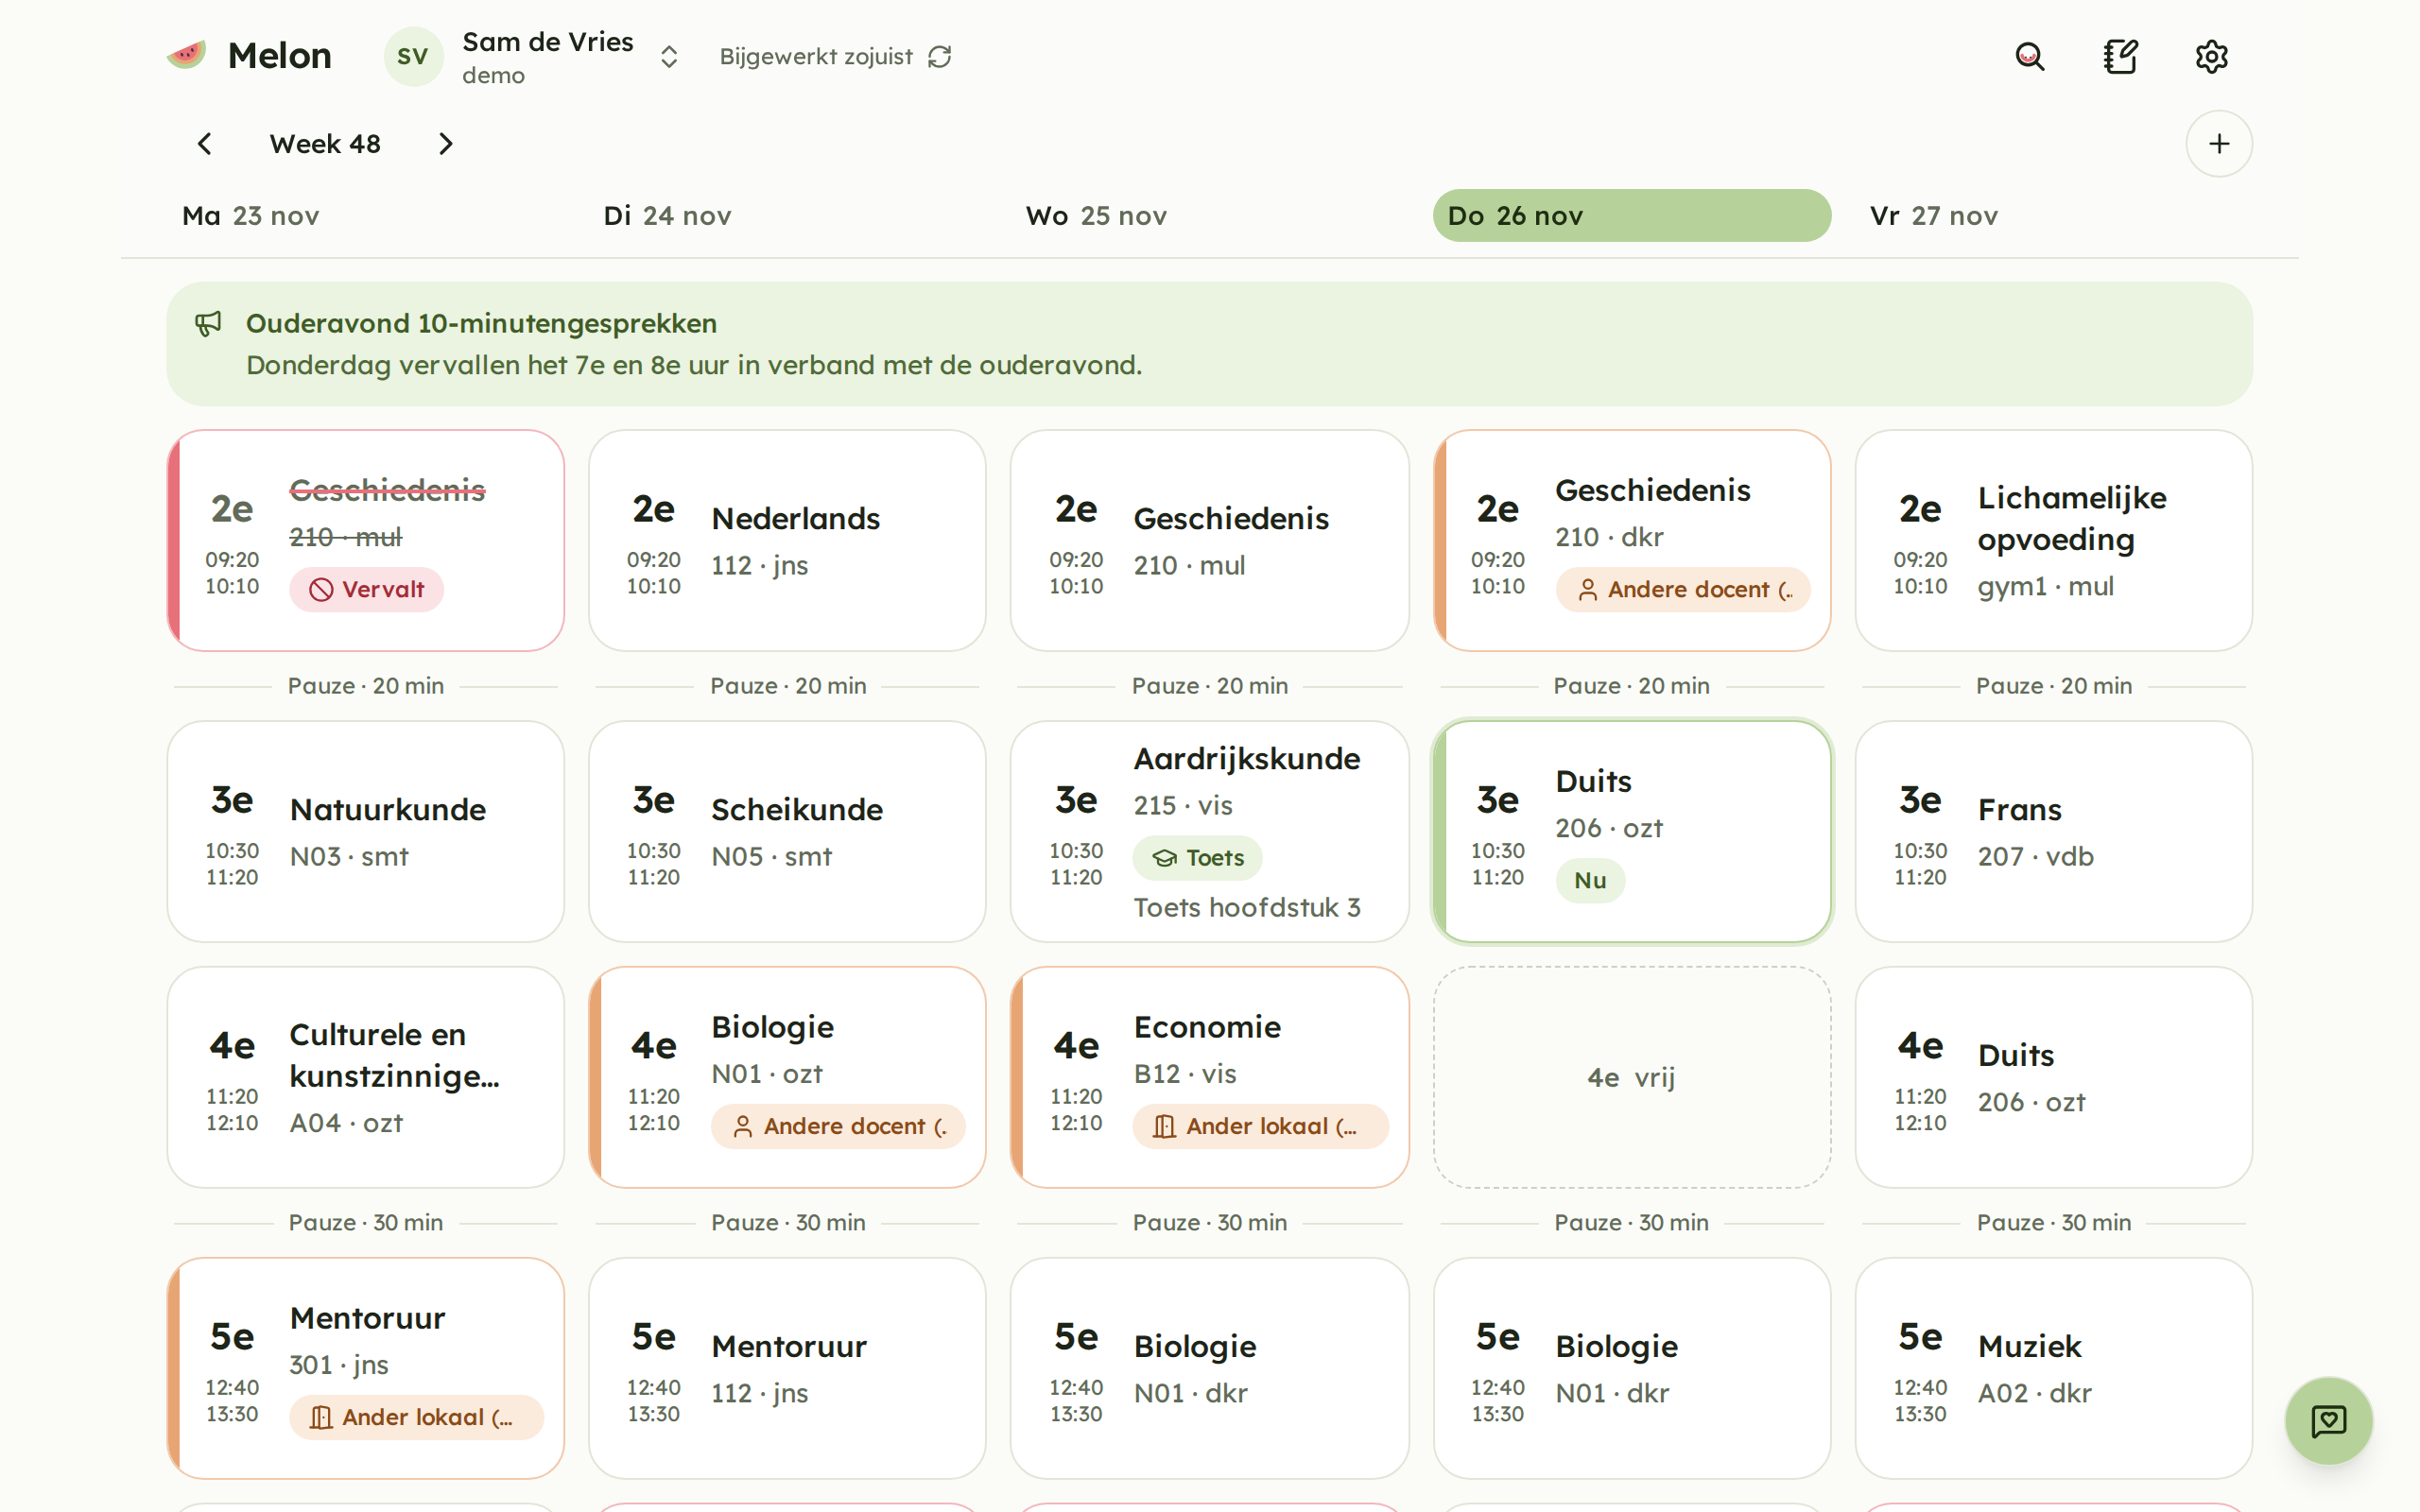 Melon
SV
Sam de Vries
demo
Bijgewerkt zojuist
Week 48
Ma 23 nov
Di 24 nov
Wo 25 nov
Do 26 nov
Vr 27 nov
Ouderavond 10-minutengesprekken
Donderdag vervallen het 7e en 8e uur in verband met de ouderavond.
2e
09:20
10:10
Geschiedenis
210 · mul
Vervalt
2e
09:20
10:10
Nederlands
112 · jns
2e
09:20
10:10
Geschiedenis
210 · mul
2e
09:20
10:10
Geschiedenis
210 · dkr
Andere docent (..
2e
09:20
10:10
Lichamelijke
opvoeding
gym1 · mul
Pauze · 20 min
Pauze · 20 min
Pauze · 20 min
Pauze · 20 min
Pauze · 20 min
3e
10:30
11:20
Natuurkunde
N03 · smt
3e
10:30
11:20
Scheikunde
N05 · smt
3e
10:30
11:20
Aardrijkskunde
215 · vis
Toets
Toets hoofdstuk 3
3e
10:30
11:20
Duits
206 · ozt
Nu
3e
10:30
11:20
Frans
207 · vdb
4e
11:20
12:10
Culturele en
kunstzinnige...
A04 · ozt
4e
11:20
12:10
Biologie
N01 · ozt
Andere docent (.
4e
11:20
12:10
Economie
B12 · vis
Ander lokaal (...
4e vrij
4e
11:20
12:10
Duits
206 · ozt
Pauze · 30 min
Pauze · 30 min
Pauze · 30 min
Pauze · 30 min
Pauze · 30 min
5e
12:40
13:30
Mentoruur
301 · jns
Ander lokaal (...
5e
12:40
13:30
Mentoruur
112 · jns
5e
12:40
13:30
Biologie
N01 · dkr
5e
12:40
13:30
Biologie
N01 · dkr
5e
12:40
13:30
Muziek
A02 · dkr